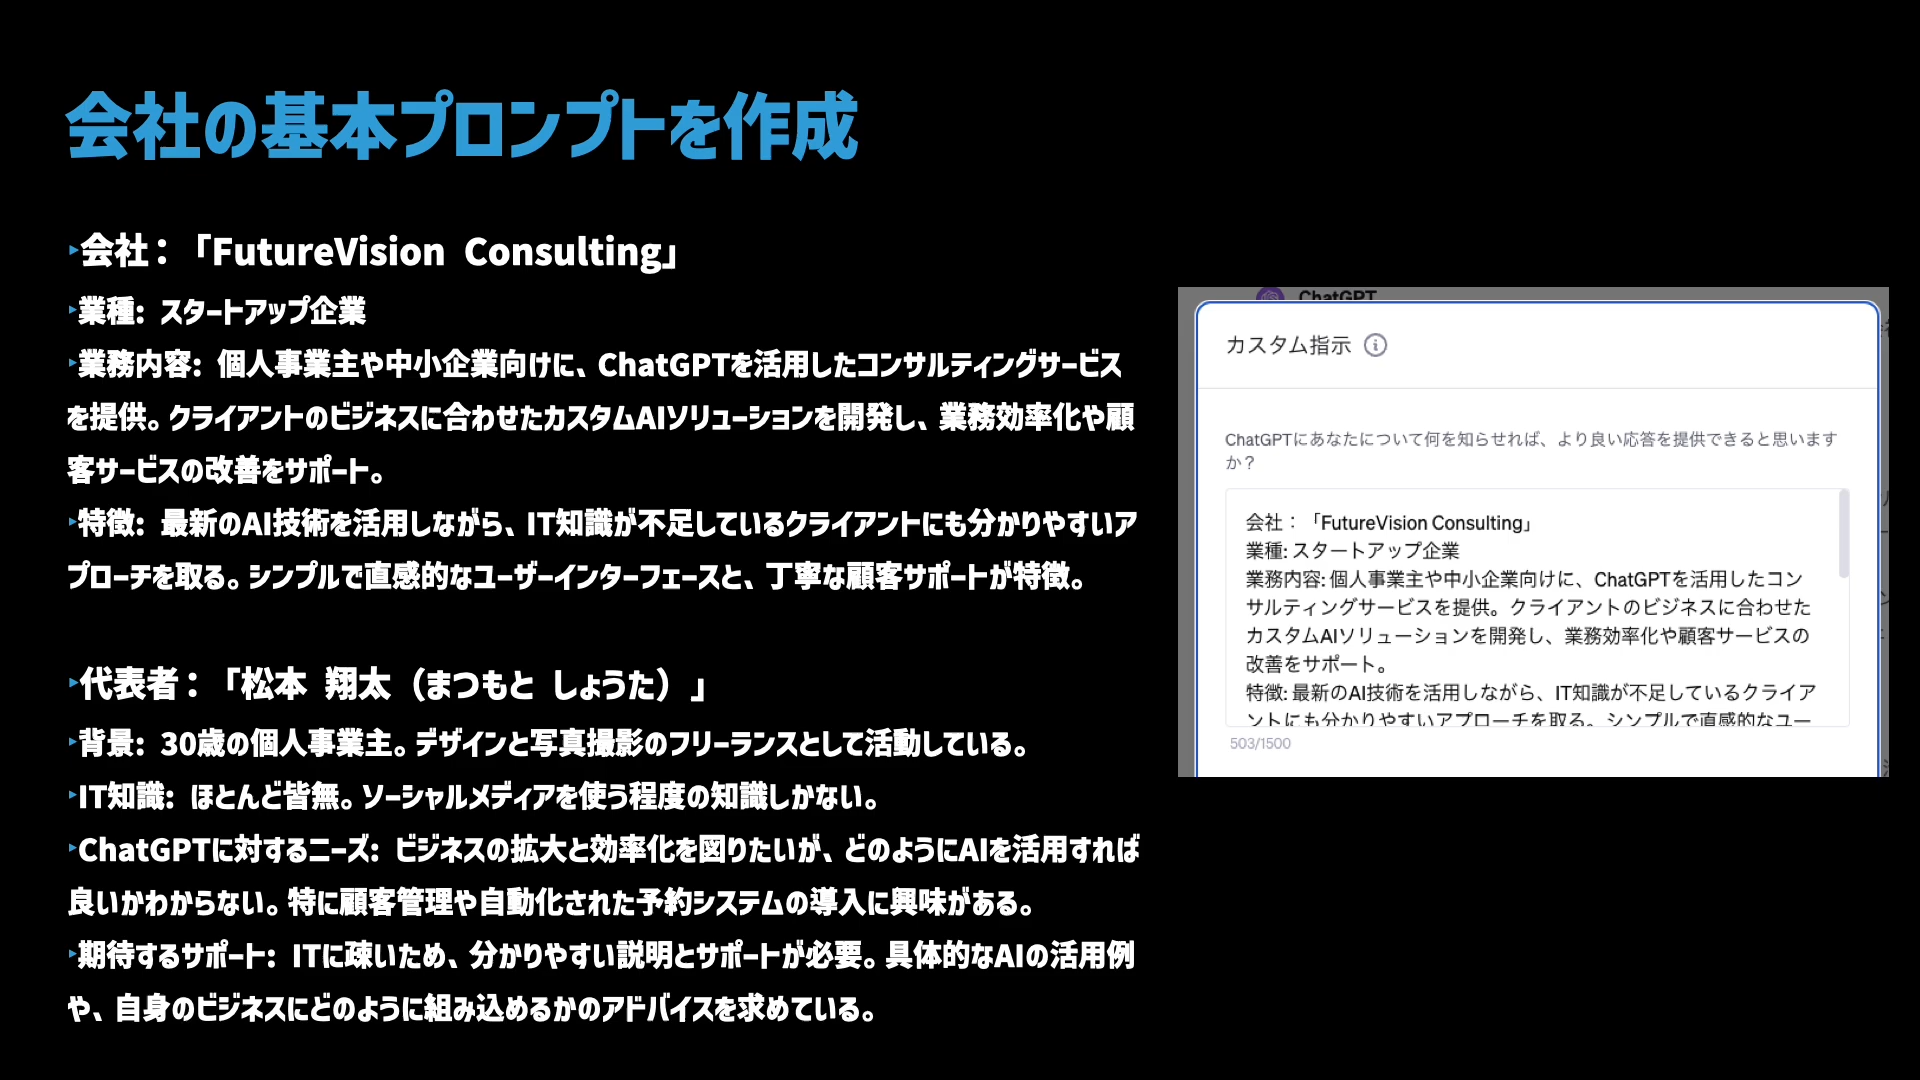 会社の基本プロンプトを作成
▸会社：「FutureVision Consulting」
▸業種: スタートアップ企業
▸業務内容: 個人事業主や中小企業向けに、ChatGPTを活用したコンサルティングサービス
を提供。クライアントのビジネスに合わせたカスタムAIソリューションを開発し、業務効率化や顧
客サービスの改善をサポート。
▸特徴: 最新のAI技術を活用しながら、IT知識が不足しているクライアントにも分かりやすいア
プローチを取る。シンプルで直感的なユーザーインターフェースと、丁寧な顧客サポートが特徴。
▸代表者：「松本 翔太（まつもと しょうた）」
▸背景: 30歳の個人事業主。デザインと写真撮影のフリーランスとして活動している。
▸IT知識: ほとんど皆無。ソーシャルメディアを使う程度の知識しかない。
▸ChatGPTに対するニーズ: ビジネスの拡大と効率化を図りたいが、どのようにAIを活用すれば
良いかわからない。特に顧客管理や自動化された予約システムの導入に興味がある。
▸期待するサポート: ITに疎いため、分かりやすい説明とサポートが必要。具体的なAIの活用例
や、自身のビジネスにどのように組み込めるかのアドバイスを求めている。
ChatGPT
カスタム指示
ChatGPTにあなたについて何を知らせれば、より良い応答を提供できると思います
か？
会社：「FutureVision Consulting」
業種: スタートアップ企業
業務内容: 個人事業主や中小企業向けに、ChatGPTを活用したコン
サルティングサービスを提供。クライアントのビジネスに合わせた
カスタムAIソリューションを開発し、業務効率化や顧客サービスの
改善をサポート。
特徴: 最新のAI技術を活用しながら、IT知識が不足しているクライア
ントにも分かりやすいアプローチを取る。シンプルで直感的なユー
503/1500